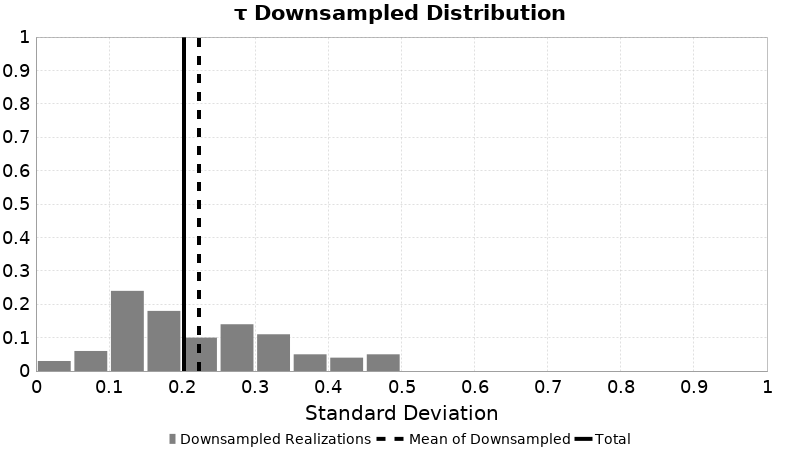 τ Downsampled Distribution
1
0.9
0.8
0.7
0.6
0.5
0.4
0.3
0.2
0.1
0
0 0.1 0.2 0.3 0.4 0.5 0.6 0.7 0.8 0.9 1
Standard Deviation
Downsampled Realizations Mean of Downsampled Total